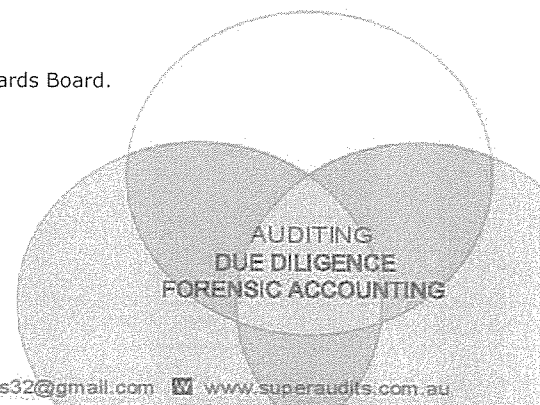 ards Board.
AUDITING
DUE DILIGENCE
FORENSIC ACCOUNTING
s32@gmail.com W www.superaudits.com.au